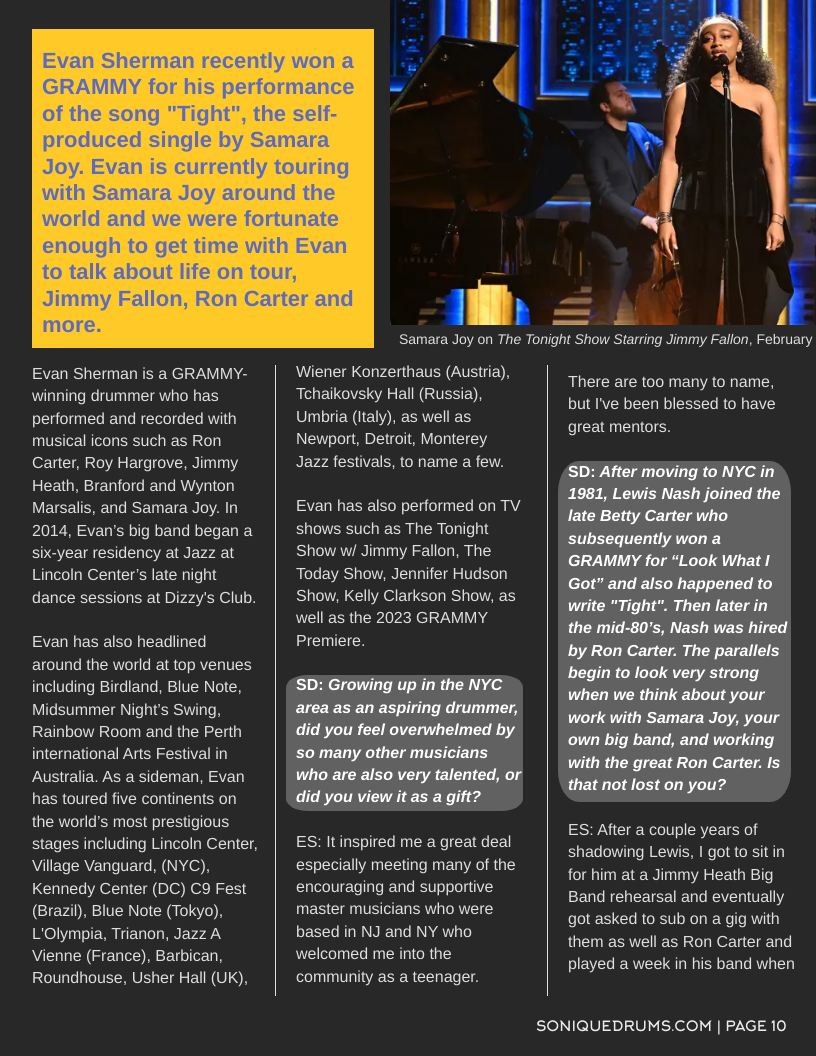 Evan Sherman recently won a
GRAMMY for his performance
of the song "Tight", the self-
produced single by Samara
Joy. Evan is currently touring
with Samara Joy around the
world and we were fortunate
enough to get time with Evan
to talk about life on tour,
Jimmy Fallon, Ron Carter and
more.
Samara Joy on The Tonight Show Starring Jimmy Fallon, February
Evan Sherman is a GRAMMY-
winning drummer who has
performed and recorded with
musical icons such as Ron
Carter, Roy Hargrove, Jimmy
Heath, Branford and Wynton
Marsalis, and Samara Joy. In
2014, Evan’s big band began a
six-year residency at Jazz at
Lincoln Center’s late night
dance sessions at Dizzy's Club.
Evan has also headlined
around the world at top venues
including Birdland, Blue Note,
Midsummer Night’s Swing,
Rainbow Room and the Perth
international Arts Festival in
Australia. As a sideman, Evan
has toured five continents on
the world’s most prestigious
stages including Lincoln Center,
Village Vanguard, (NYC),
Kennedy Center (DC) C9 Fest
(Brazil), Blue Note (Tokyo),
L'Olympia, Trianon, Jazz A
Vienne (France), Barbican,
Roundhouse, Usher Hall (UK),
Wiener Konzerthaus (Austria),
Tchaikovsky Hall (Russia),
Umbria (Italy), as well as
Newport, Detroit, Monterey
Jazz festivals, to name a few.
Evan has also performed on TV
shows such as The Tonight
Show w/ Jimmy Fallon, The
Today Show, Jennifer Hudson
Show, Kelly Clarkson Show, as
well as the 2023 GRAMMY
Premiere.
SD: Growing up in the NYC
area as an aspiring drummer,
did you feel overwhelmed by
so many other musicians
who are also very talented, or
did you view it as a gift?
ES: It inspired me a great deal
especially meeting many of the
encouraging and supportive
master musicians who were
based in NJ and NY who
welcomed me into the
community as a teenager.
There are too many to name,
but I've been blessed to have
great mentors.
SD: After moving to NYC in
1981, Lewis Nash joined the
late Betty Carter who
subsequently won a
GRAMMY for “Look What I
Got” and also happened to
write "Tight". Then later in
the mid-80’s, Nash was hired
by Ron Carter. The parallels
begin to look very strong
when we think about your
work with Samara Joy, your
own big band, and working
with the great Ron Carter. Is
that not lost on you?
ES: After a couple years of
shadowing Lewis, I got to sit in
for him at a Jimmy Heath Big
Band rehearsal and eventually
got asked to sub on a gig with
them as well as Ron Carter and
played a week in his band when
SONIQUEDRUMS.COM | PAGE 10